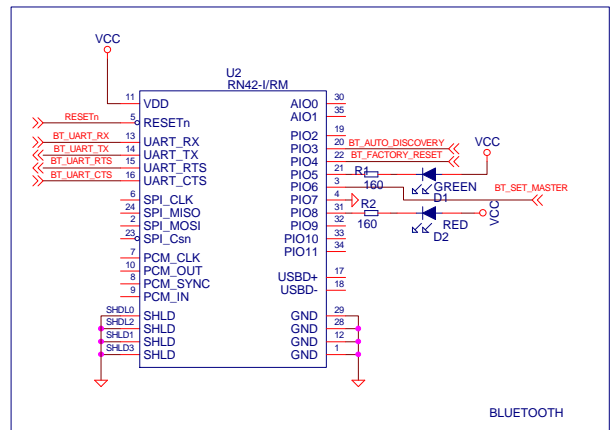 VCC
U2
RN42-I/RM
11 VDD AIO0 30
RESETn 5 RESETn AIO1 35
BT_UART_RX 13 UART_RX PIO2 19
BT_UART_TX 14 UART_TX PIO3 20 BT_AUTO_DISCOVERY
BT_UART_RTS 15 UART_RTS PIO4 22 BT_FACTORY_RESET VCC
BT_UART_CTS 16 UART_CTS PIO5 21 R1 160 GREEN D1
6 SPI_CLK PIO6 3 BT_SET_MASTER
24 SPI_MISO PIO7 4
2 SPI_MOSI PIO8 31 R2 160 RED D2 VCC
23 SPI_Csn PIO9 32
PIO10 33
7 PCM_CLK PIO11 34
10 PCM_OUT
8 PCM_SYNC USBD+ 17
9 PCM_IN USBD- 18
SHDL0 SHLD GND 29
SHDL2 SHLD GND 28
SHLD1 SHLD GND 12
SHLD3 SHLD GND 1
BLUETOOTH